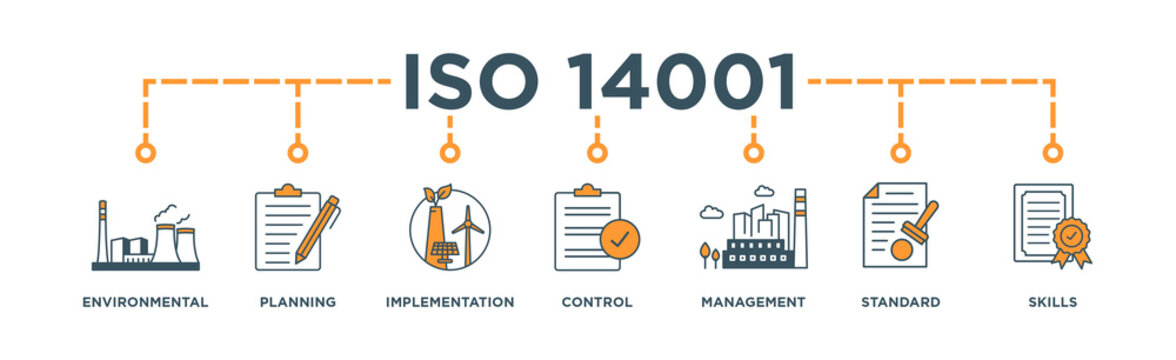 ISO 14001
ENVIRONMENTAL
PLANNING
IMPLEMENTATION
CONTROL
MANAGEMENT
STANDARD
SKILLS